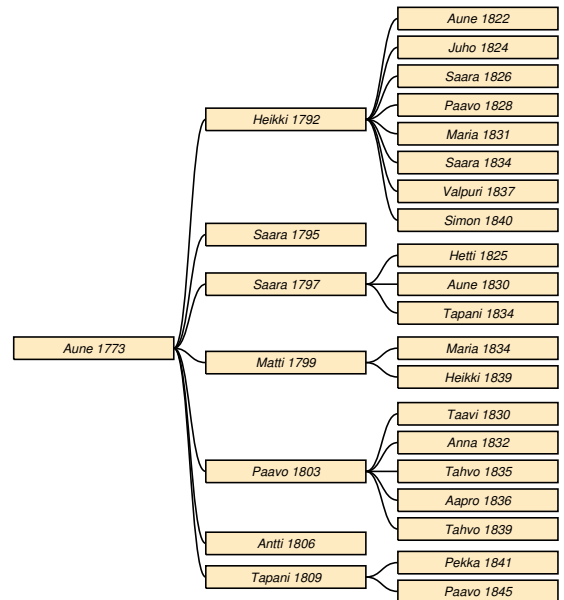 Aune 1773
Heikki 1792
Aune 1822
Juho 1824
Saara 1826
Paavo 1828
Maria 1831
Saara 1834
Valpuri 1837
Simon 1840
Saara 1795
Saara 1797
Hetti 1825
Aune 1830
Tapani 1834
Matti 1799
Maria 1834
Heikki 1839
Paavo 1803
Taavi 1830
Anna 1832
Tahvo 1835
Aapro 1836
Tahvo 1839
Antti 1806
Tapani 1809
Pekka 1841
Paavo 1845